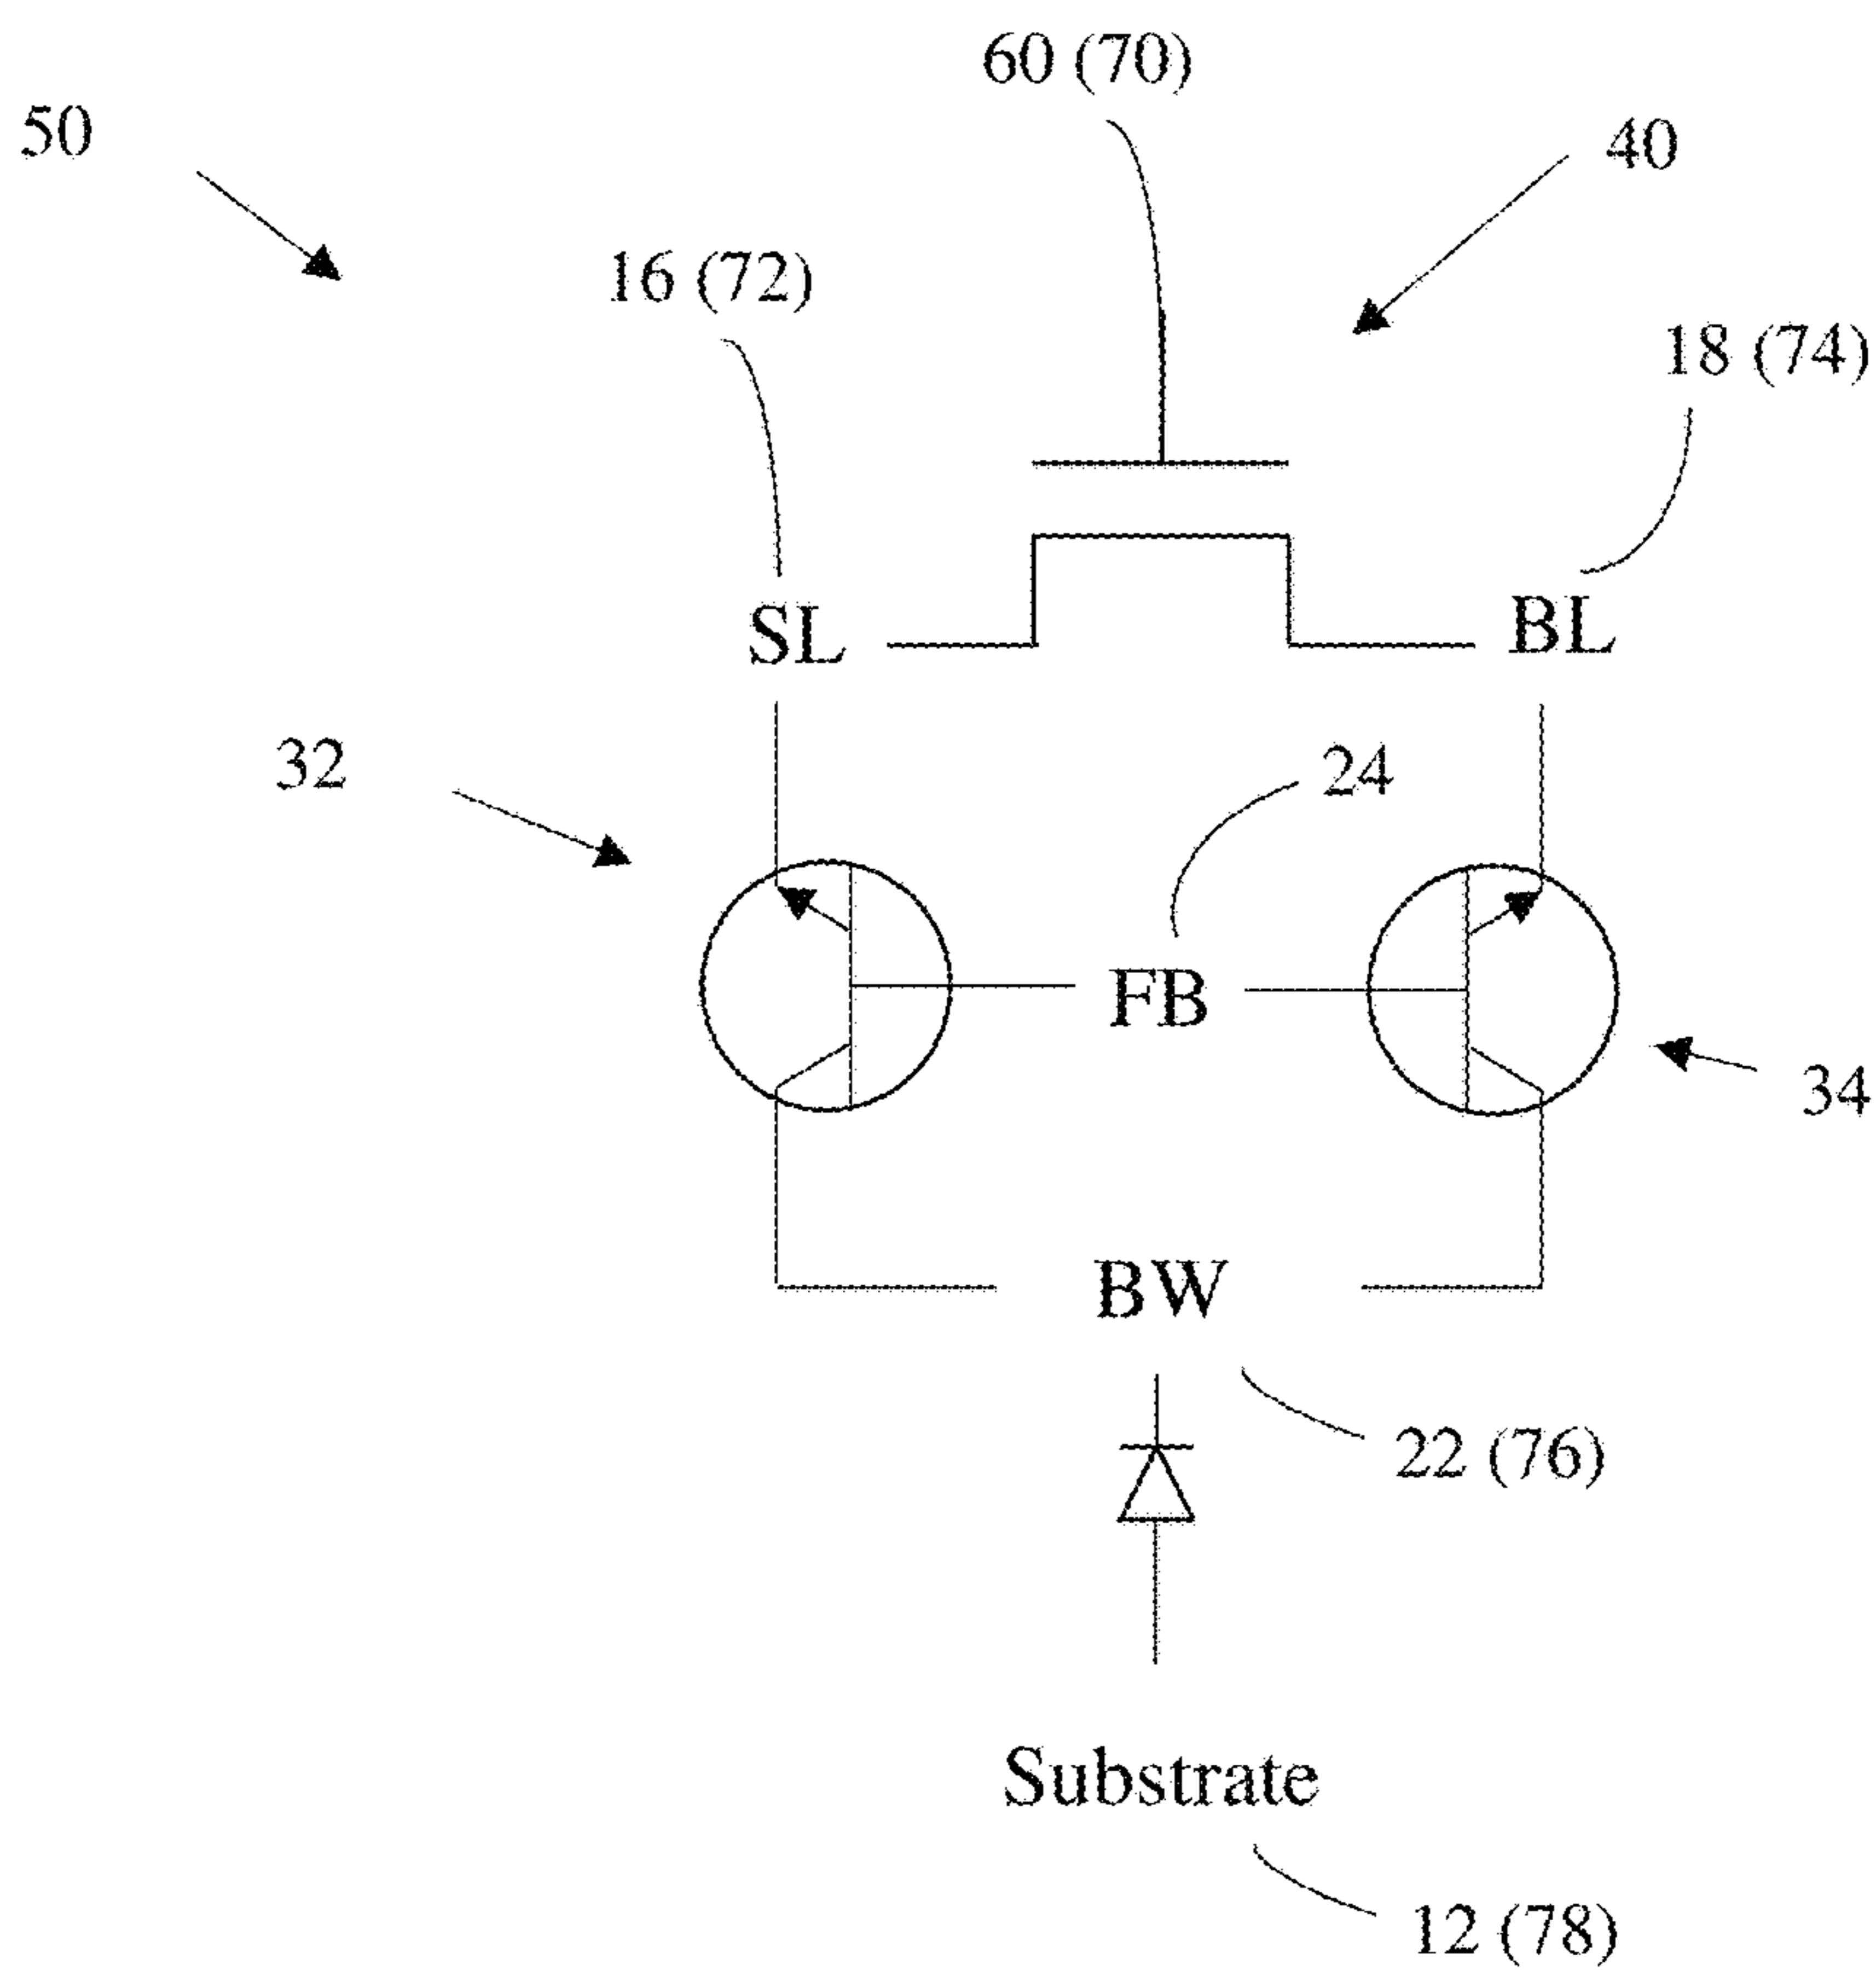 60 (70)
50
40
16 (72)
18 (74)
SL
BL
32
24
FB
34
BW
22 (76)
Substrate
12 (78)